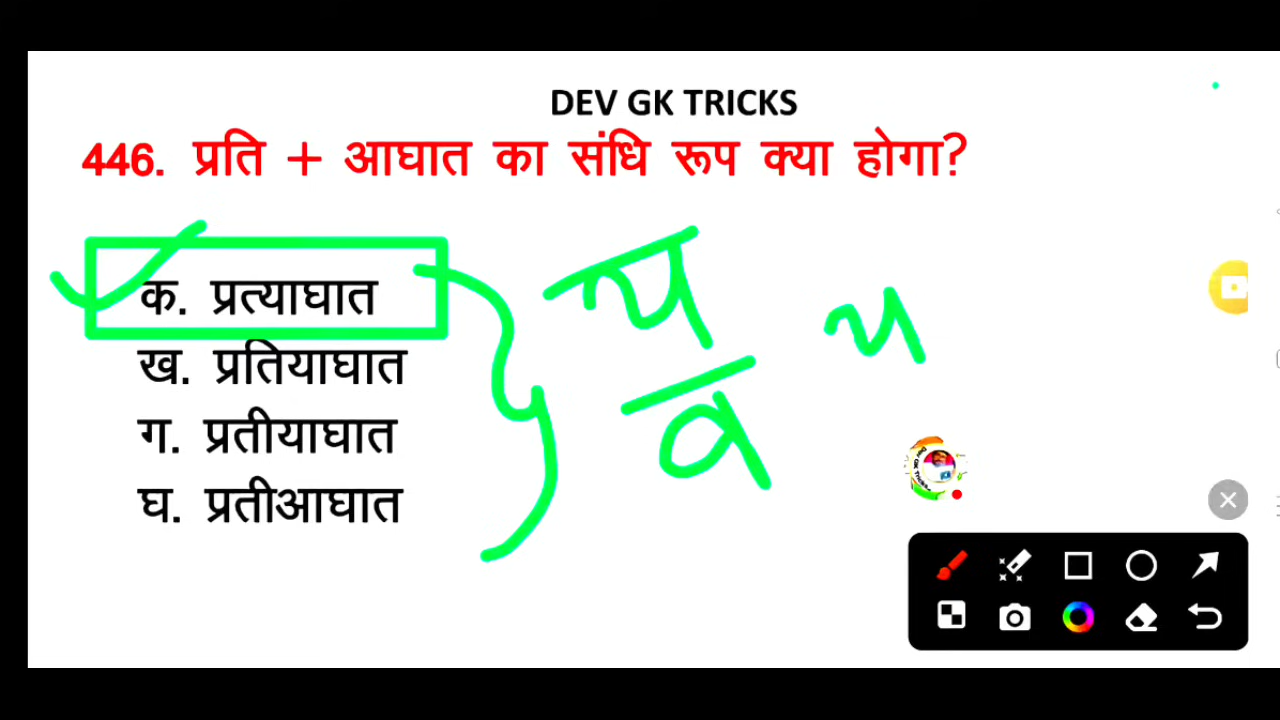 DEV GK TRICKS
446. प्रति + आघात का संधि रूप क्या होगा?
क. प्रत्याघात
ख. प्रतियाघात
ग. प्रतीयाघात
घ. प्रतीआघात
य
व
य